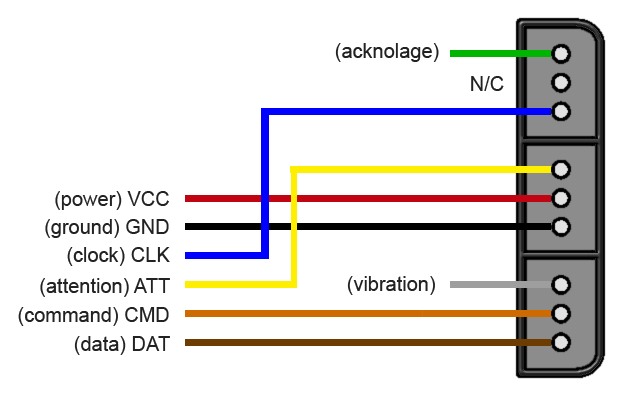 (acknolage)
N/C
(power) VCC
(ground) GND
(clock) CLK
(attention) ATT
(vibration)
(command) CMD
(data) DAT